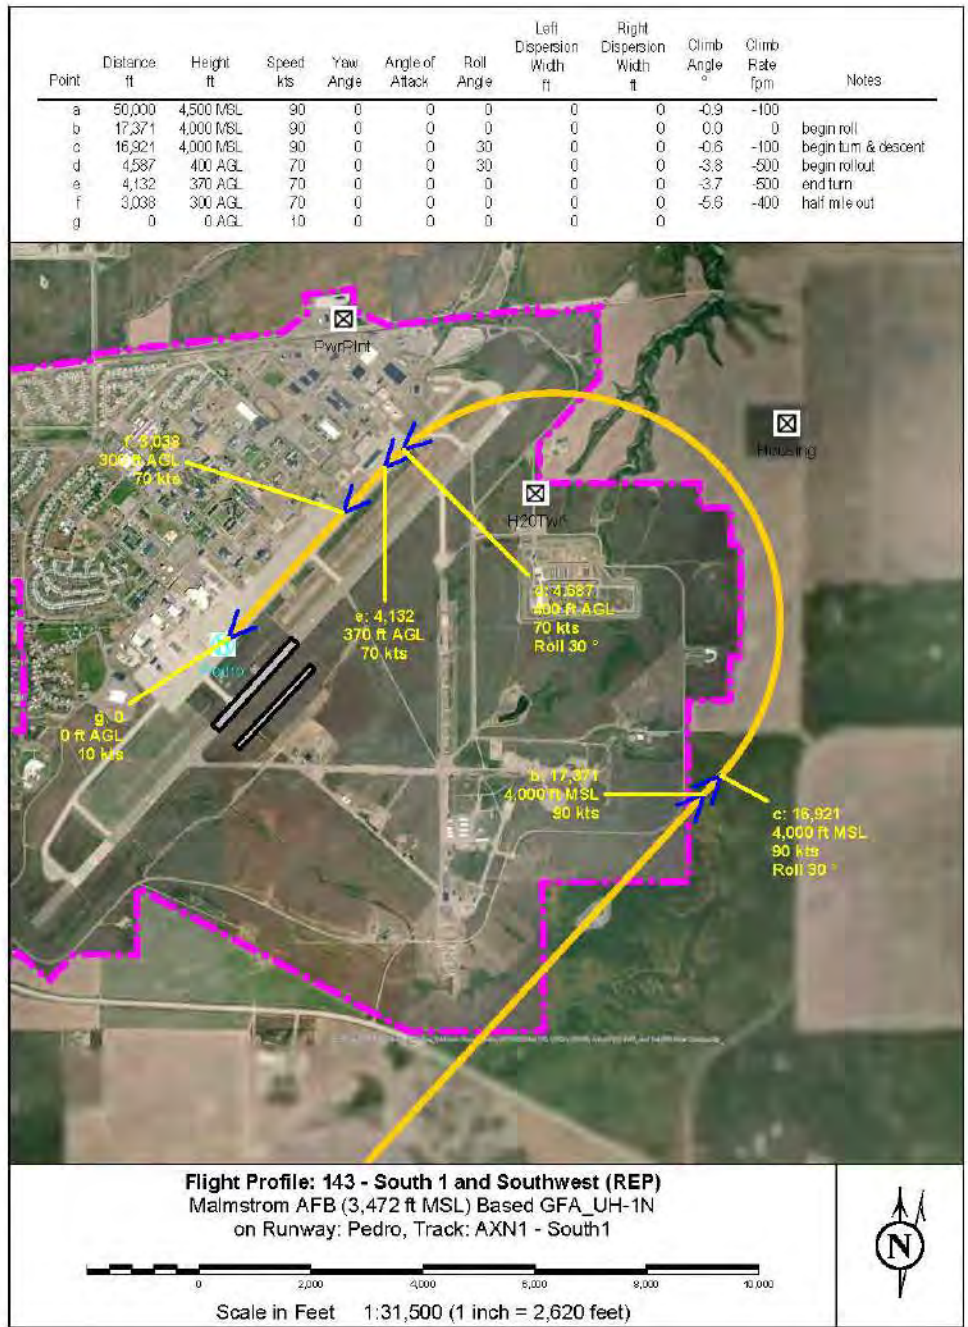 Point Distance ft Height ft Speed kts Yaw Angle Angle of Attack Roll Angle Left Dispersion Width ft Right Dispersion Width ft Climb Angle ° Climb Rate fpm Notes
a 50,000 4,500 MSL 90 0 0 0 0 0 -0.9 -100
b 17,371 4,000 MSL 90 0 0 0 0 0 0.0 0 begin roll
c 16,921 4,000 MSL 90 0 0 30 0 0 -0.6 -100 begin turn & descent
d 4,587 400 AGL 70 0 0 30 0 0 -3.8 -500 begin rollout
e 4,132 370 AGL 70 0 0 0 0 0 -3.7 -500 end turn
f 3,038 300 AGL 70 0 0 0 0 0 -5.6 -400 half mile out
g 0 0 AGL 10 0 0 0 0 0
PwrPlnt
Housing
f: 3,038
300 ft AGL
70 kts
H20Twr
d: 4,587
400 ft AGL
70 kts
Roll 30 °
e: 4,132
370 ft AGL
70 kts
Pedro
g: 0
0 ft AGL
10 kts
b: 17,371
4,000 ft MSL
90 kts
c: 16,921
4,000 ft MSL
90 kts
Roll 30 °
Flight Profile: 143 - South 1 and Southwest (REP)
Malmstrom AFB (3,472 ft MSL) Based GFA_UH-1N
on Runway: Pedro, Track: AXN1 - South1
N
0 2,000 4,000 6,000 8,000 10,000
Scale in Feet 1:31,500 (1 inch = 2,620 feet)